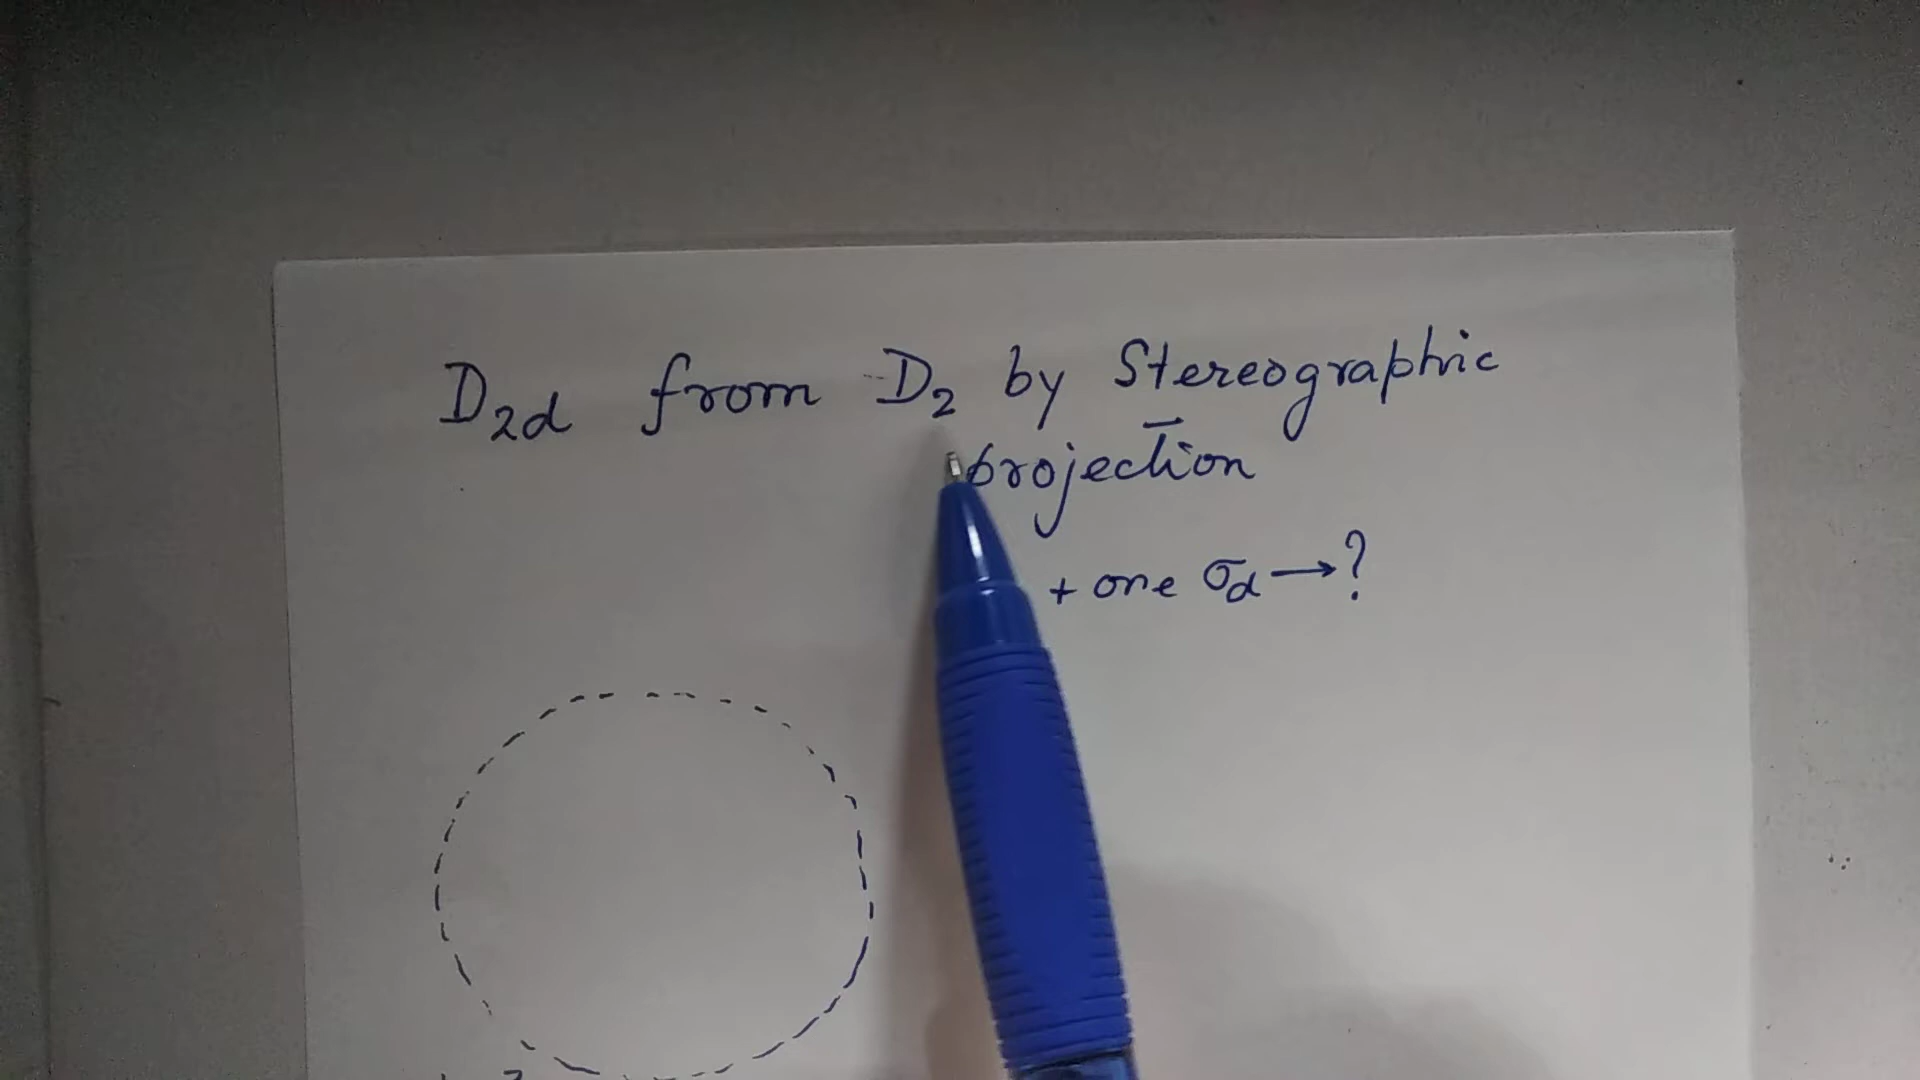 D₂d from D₂ by Stereographic
projection
+ one σd → ?